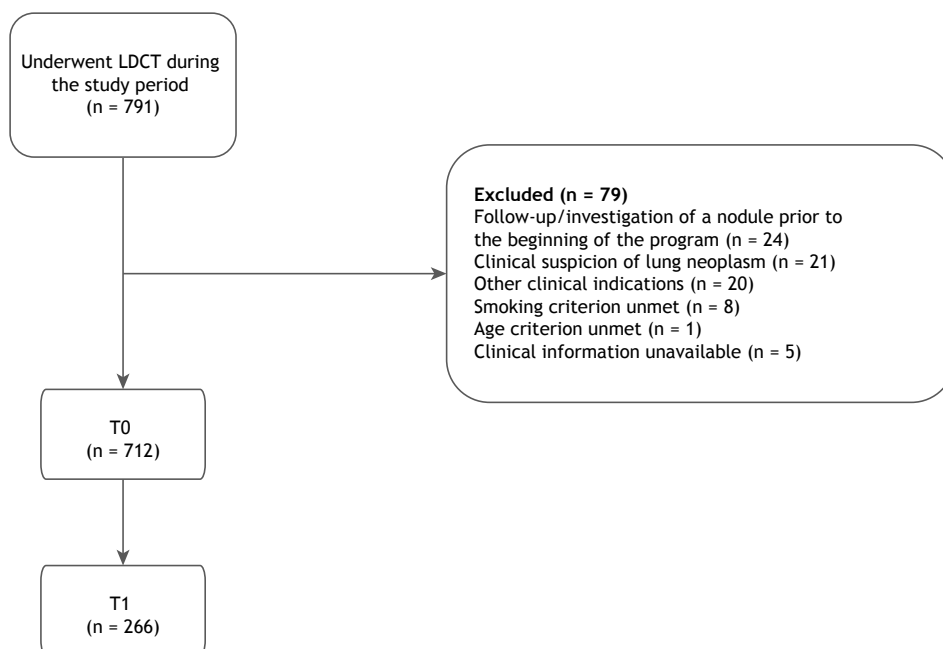 Underwent LDCT during
the study period
(n = 791)
Excluded (n = 79)
Follow-up/investigation of a nodule prior to
the beginning of the program (n = 24)
Clinical suspicion of lung neoplasm (n = 21)
Other clinical indications (n = 20)
Smoking criterion unmet (n = 8)
Age criterion unmet (n = 1)
Clinical information unavailable (n = 5)
T0
(n = 712)
T1
(n = 266)